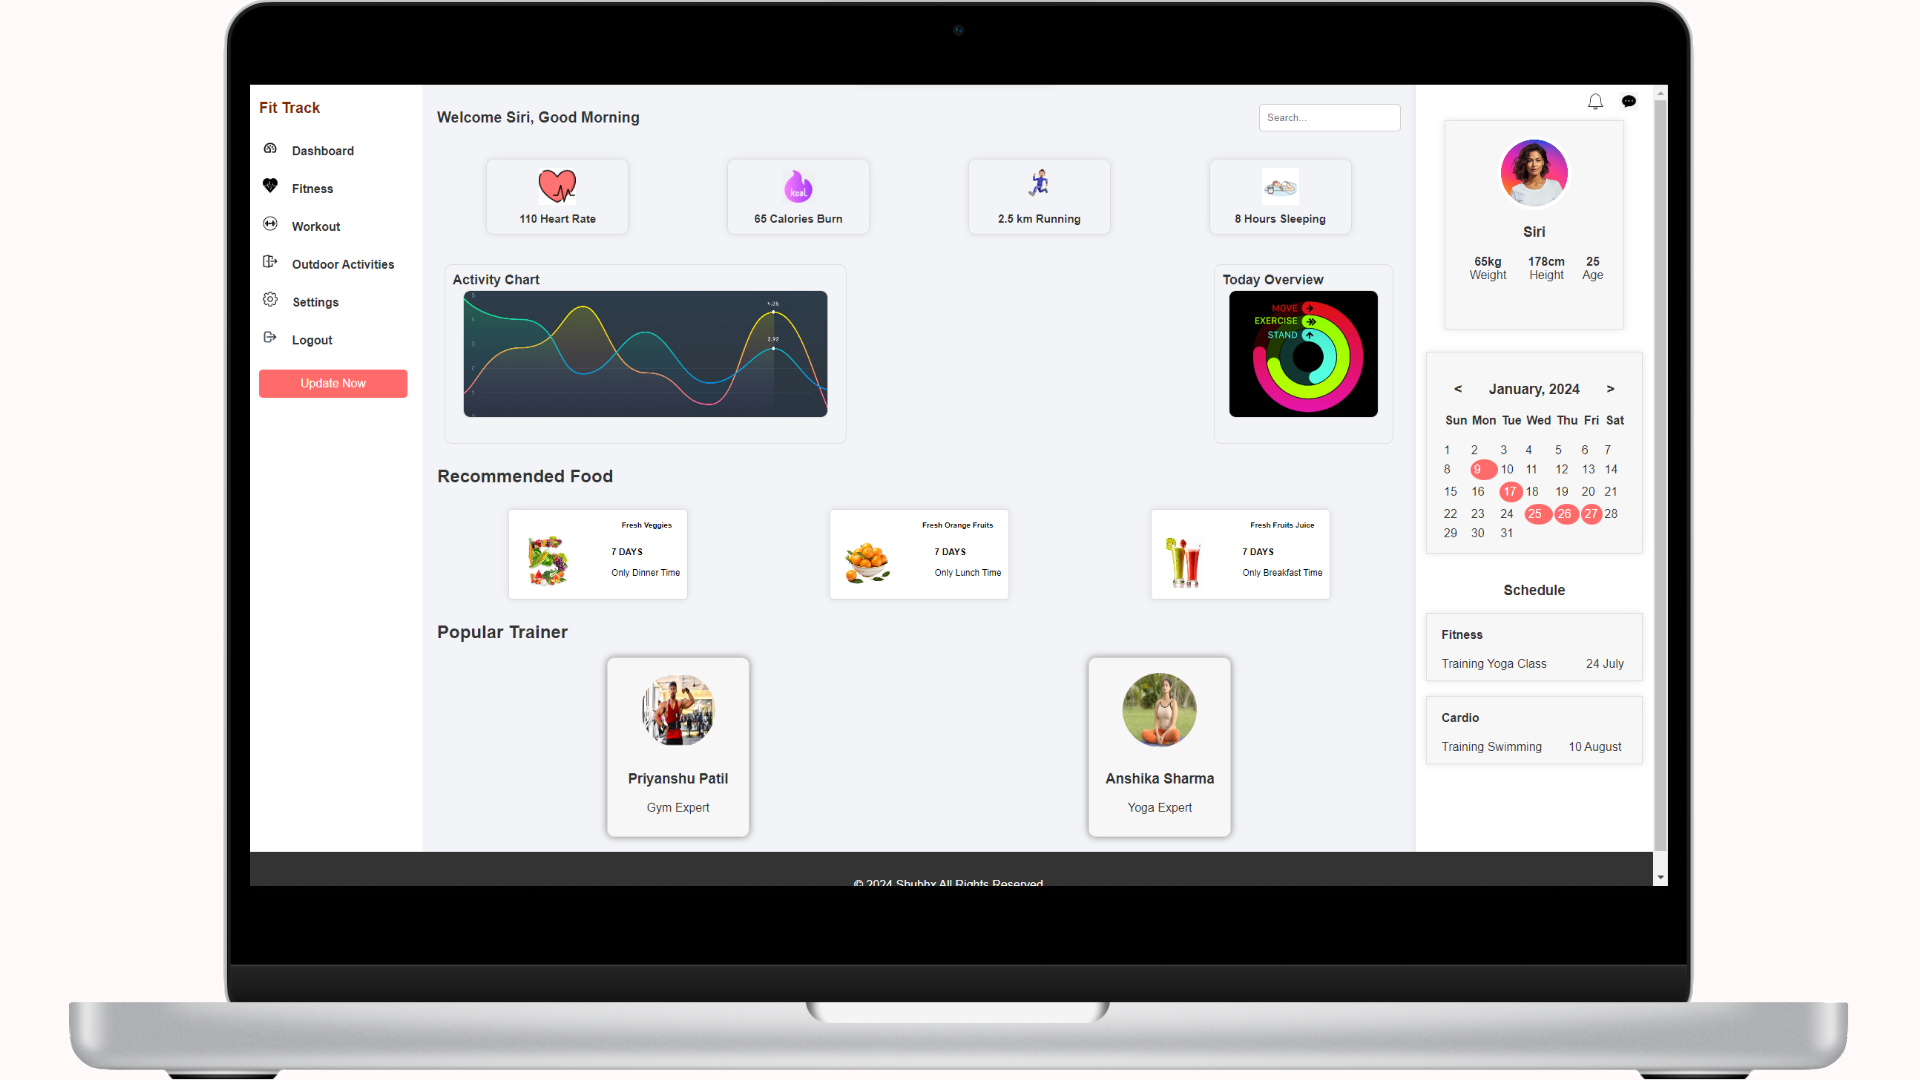 Fit Track
Dashboard
Fitness
Workout
Outdoor Activities
Settings
Logout
Update Now
Welcome Siri, Good Morning
Search...
110 Heart Rate
kcal
65 Calories Burn
2.5 km Running
8 Hours Sleeping
Activity Chart
5
4
3
2
1
2.92
Today Overview
MOVE
EXERCISE
STAND
Recommended Food
Fresh Veggies
7 DAYS
Only Dinner Time
Fresh Orange Fruits
7 DAYS
Only Lunch Time
Fresh Fruits Juice
7 DAYS
Only Breakfast Time
Popular Trainer
Priyanshu Patil
Gym Expert
Anshika Sharma
Yoga Expert
Siri
65kg 178cm 25
Weight Height Age
< January, 2024 >
Sun Mon Tue Wed Thu Fri Sat
1 2 3 4 5 6 7
8 9 10 11 12 13 14
15 16 17 18 19 20 21
22 23 24 25 26 27 28
29 30 31
Schedule
Fitness
Training Yoga Class 24 July
Cardio
Training Swimming 10 August
© 2024 Shubhx All Rights Reserved